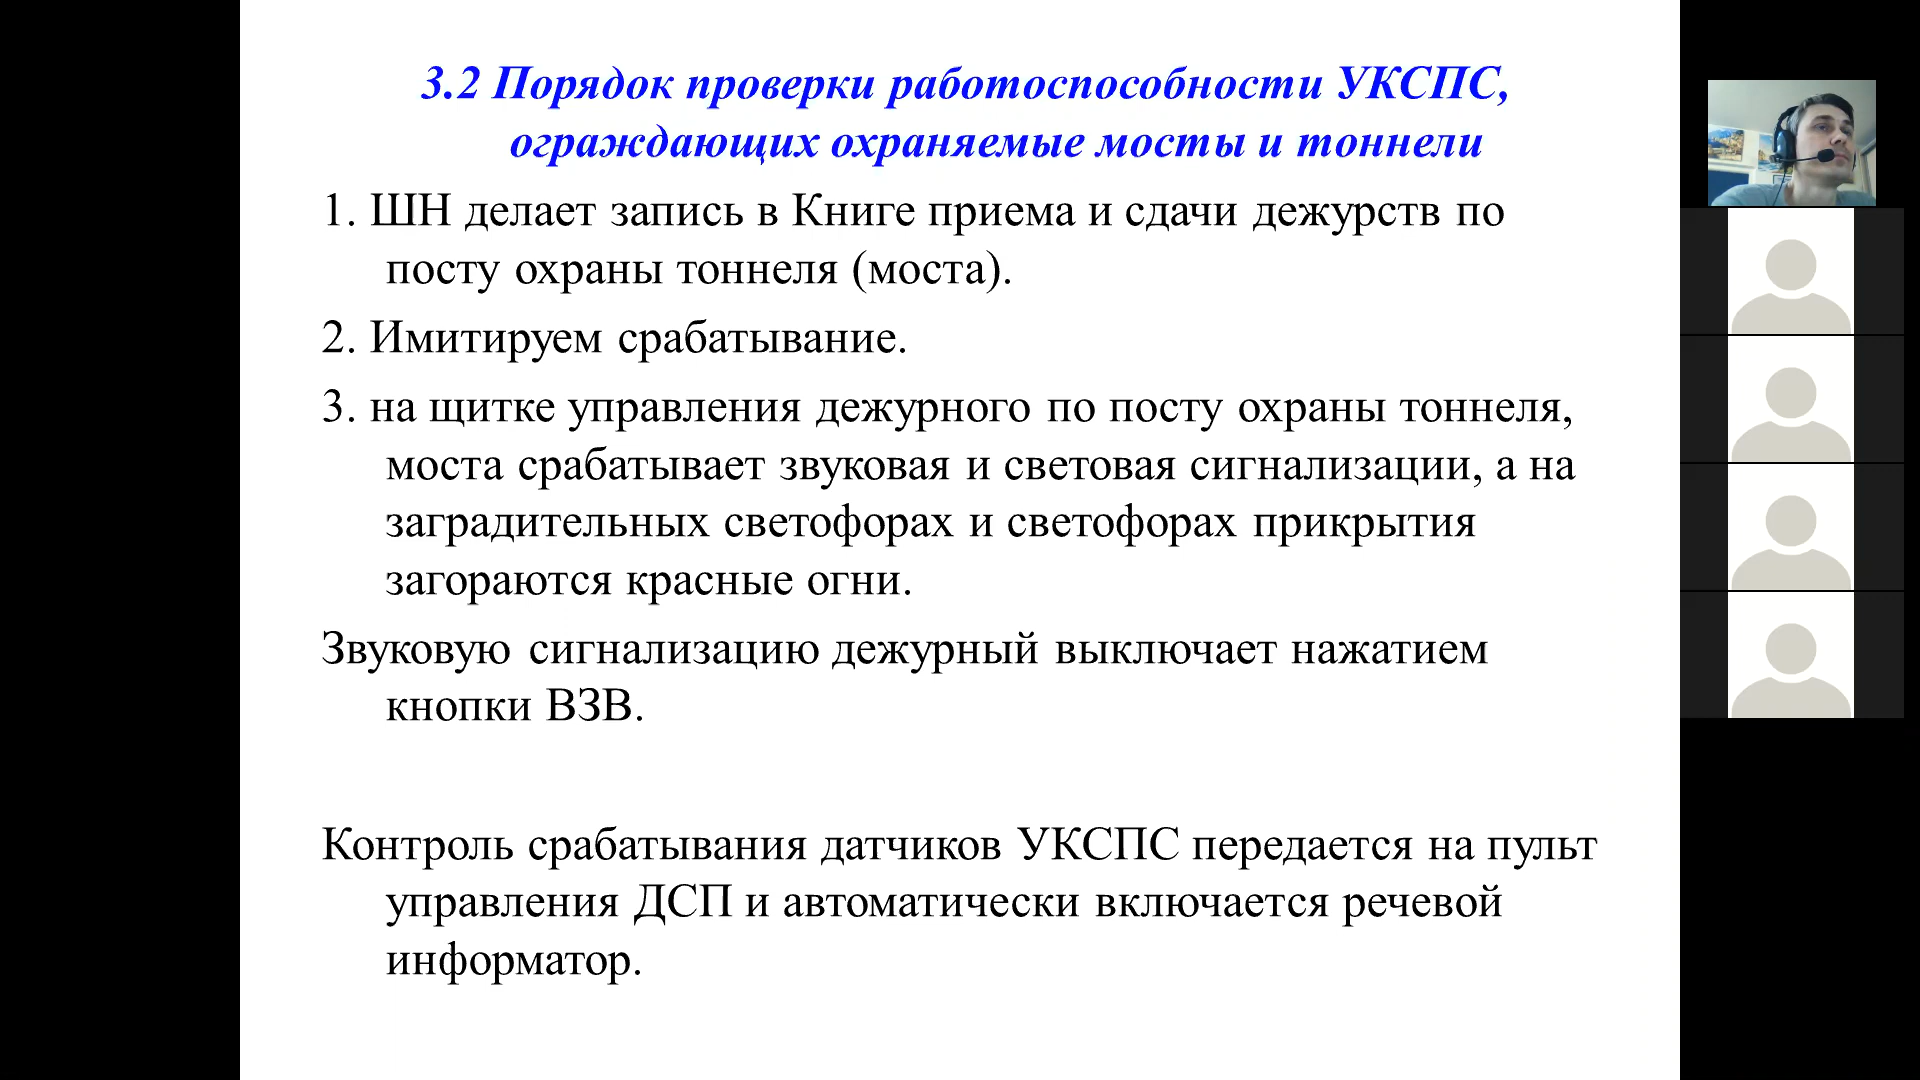 3.2 Порядок проверки работоспособности УКСПС,
ограждающих охраняемые мосты и тоннели
1. ШН делает запись в Книге приема и сдачи дежурств по
посту охраны тоннеля (моста).
2. Имитируем срабатывание.
3. на щитке управления дежурного по посту охраны тоннеля,
моста срабатывает звуковая и световая сигнализации, а на
заградительных светофорах и светофорах прикрытия
загораются красные огни.
Звуковую сигнализацию дежурный выключает нажатием
кнопки ВЗВ.
Контроль срабатывания датчиков УКСПС передается на пульт
управления ДСП и автоматически включается речевой
информатор.